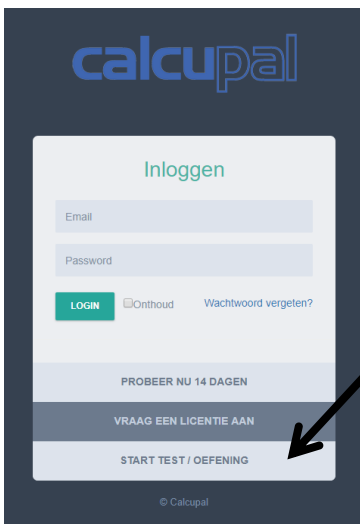 calcupal
Inloggen
Email
Password
LOGIN Onthoud Wachtwoord vergeten?
PROBEER NU 14 DAGEN
VRAAG EEN LICENTIE AAN
START TEST / OEFENING
© Calcupal